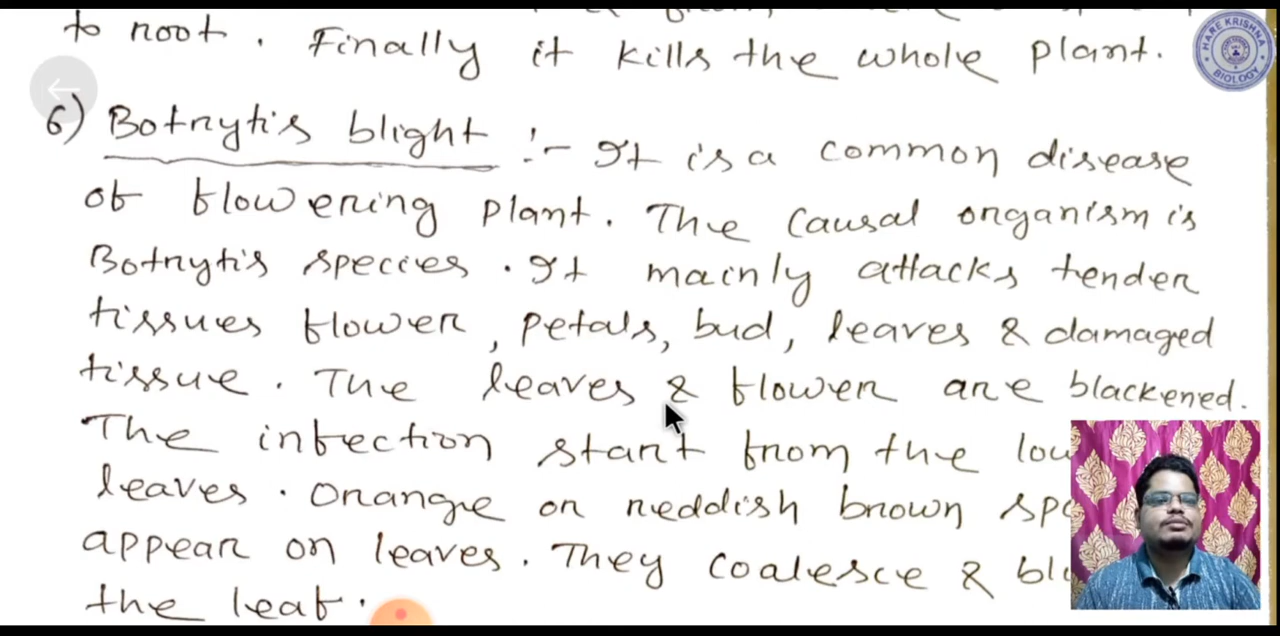 to root. Finally it kills the whole plant.
HARE KRISHNA
BIOLOGY
6) Botrytis blight :- It is a common disease
of flowering plant. The causal organism is
Botrytis species. It mainly attacks tender
tissues flower, petals, bud, leaves & damaged
tissue. The leaves & flower are blackened.
The infection start from the
leaves. Orange or reddish brown
appear on leaves. They coalesce &
the leaf.